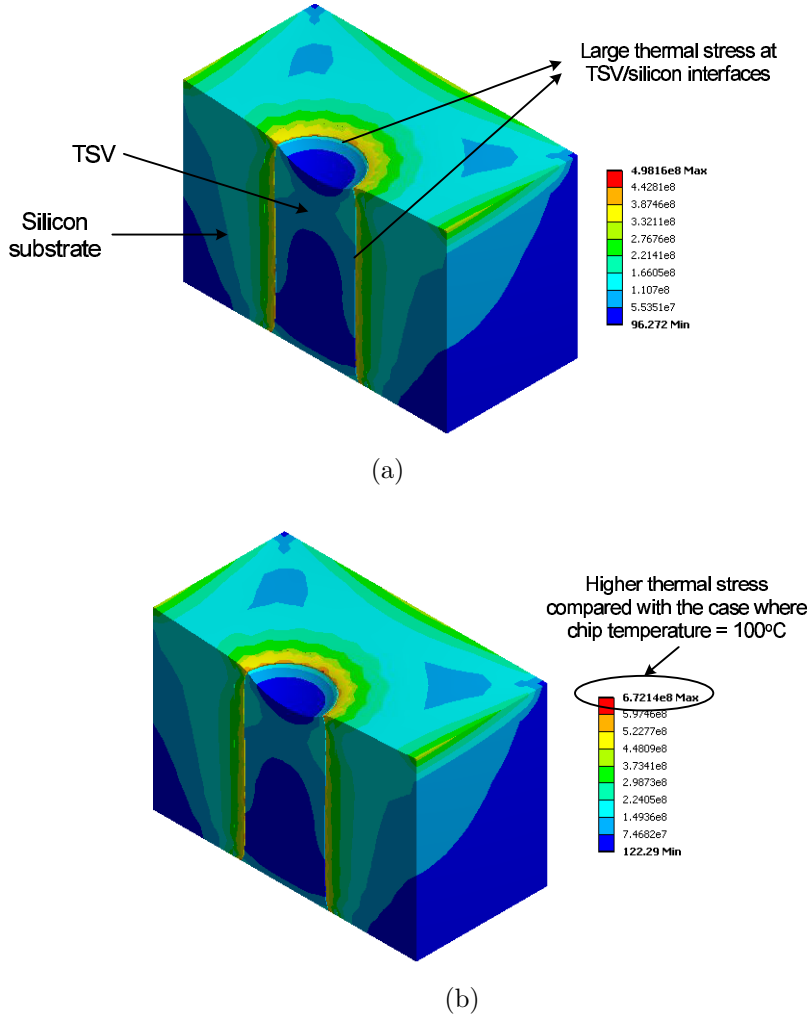 Large thermal stress at
TSV/silicon interfaces
TSV
Silicon
substrate
4.9816e8 Max
4.4281e8
3.8746e8
3.3211e8
2.7676e8
2.2141e8
1.6605e8
1.107e8
5.5351e7
96.272 Min
(a)
Higher thermal stress
compared with the case where
chip temperature = 100ºC
6.7214e8 Max
5.9746e8
5.2277e8
4.4809e8
3.7341e8
2.9873e8
2.2405e8
1.4936e8
7.4682e7
122.29 Min
(b)